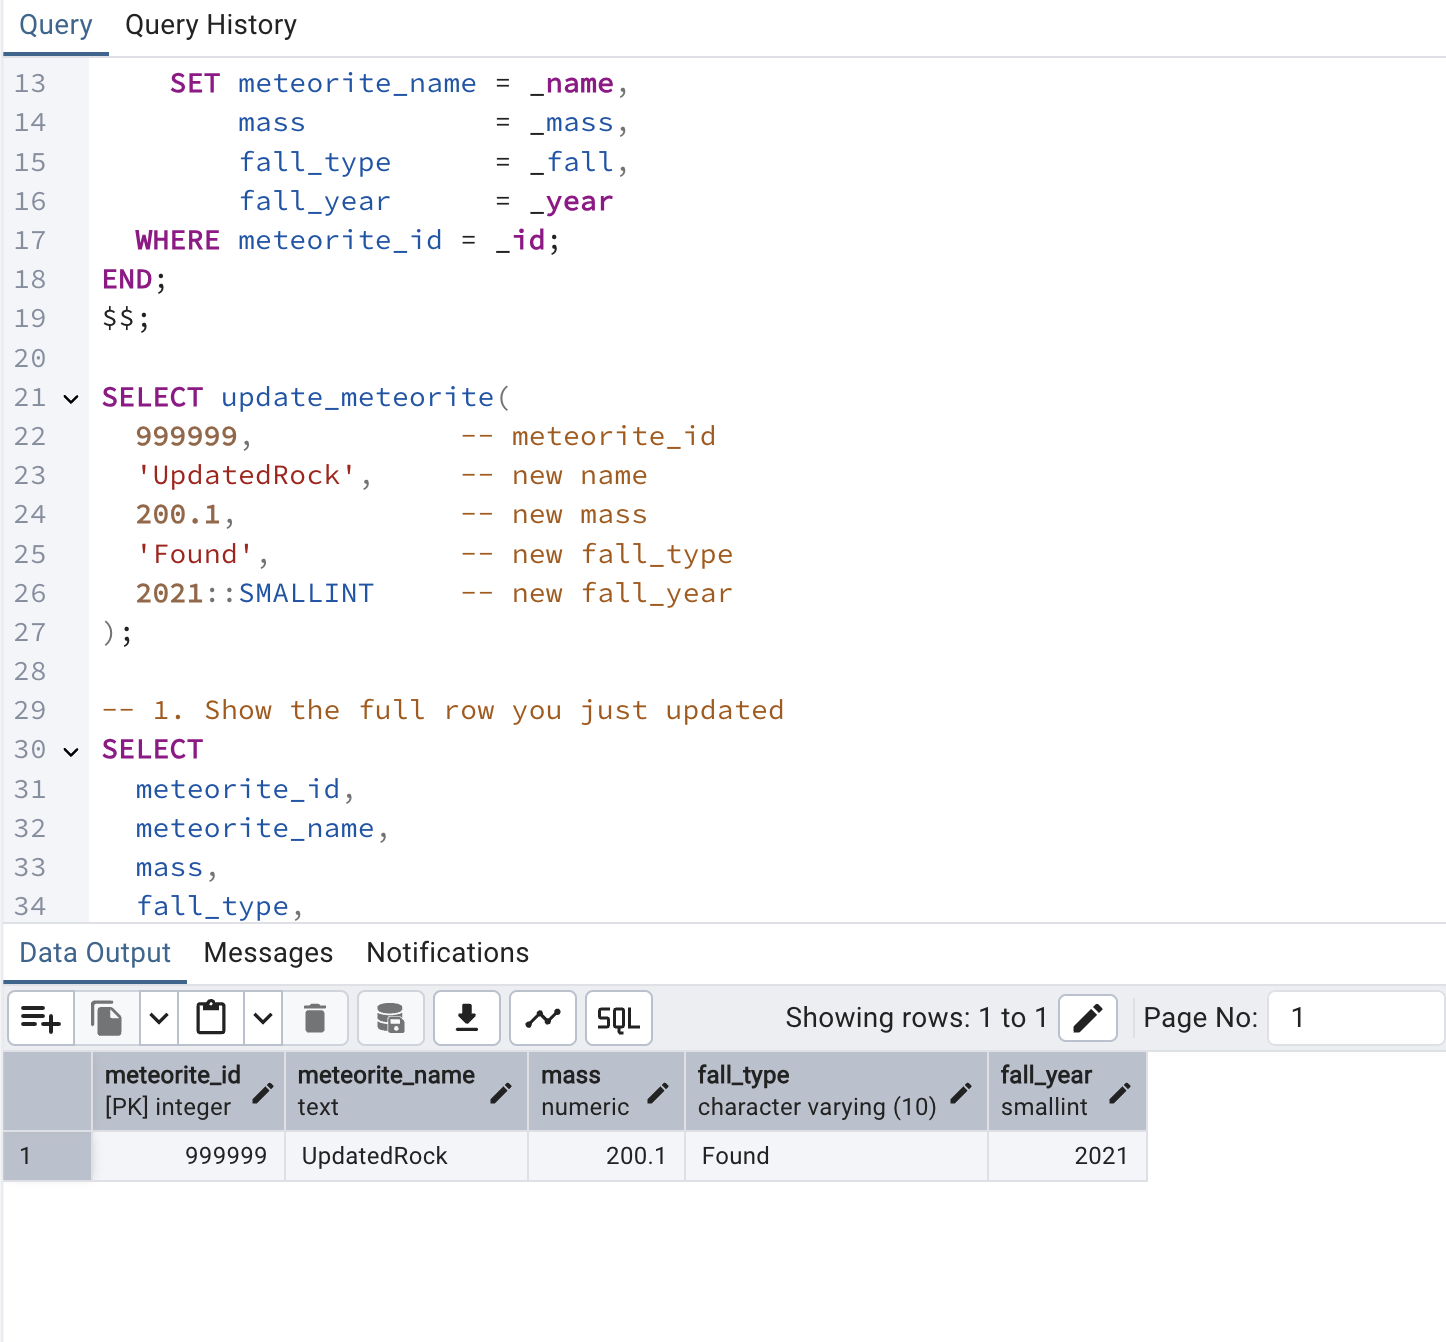 Query Query History
13 SET meteorite_name = _name,
14 mass = _mass,
15 fall_type = _fall,
16 fall_year = _year
17 WHERE meteorite_id = _id;
18 END;
19 $$;
20
21 SELECT update_meteorite(
22 999999, -- meteorite_id
23 'UpdatedRock', -- new name
24 200.1, -- new mass
25 'Found', -- new fall_type
26 2021::SMALLINT -- new fall_year
27 );
28
29 -- 1. Show the full row you just updated
30 SELECT
31 meteorite_id,
32 meteorite_name,
33 mass,
34 fall_type,
Data Output Messages Notifications
SQL Showing rows: 1 to 1 Page No: 1
meteorite_id meteorite_name mass fall_type fall_year
[PK] integer text numeric character varying (10) smallint
1 999999 UpdatedRock 200.1 Found 2021